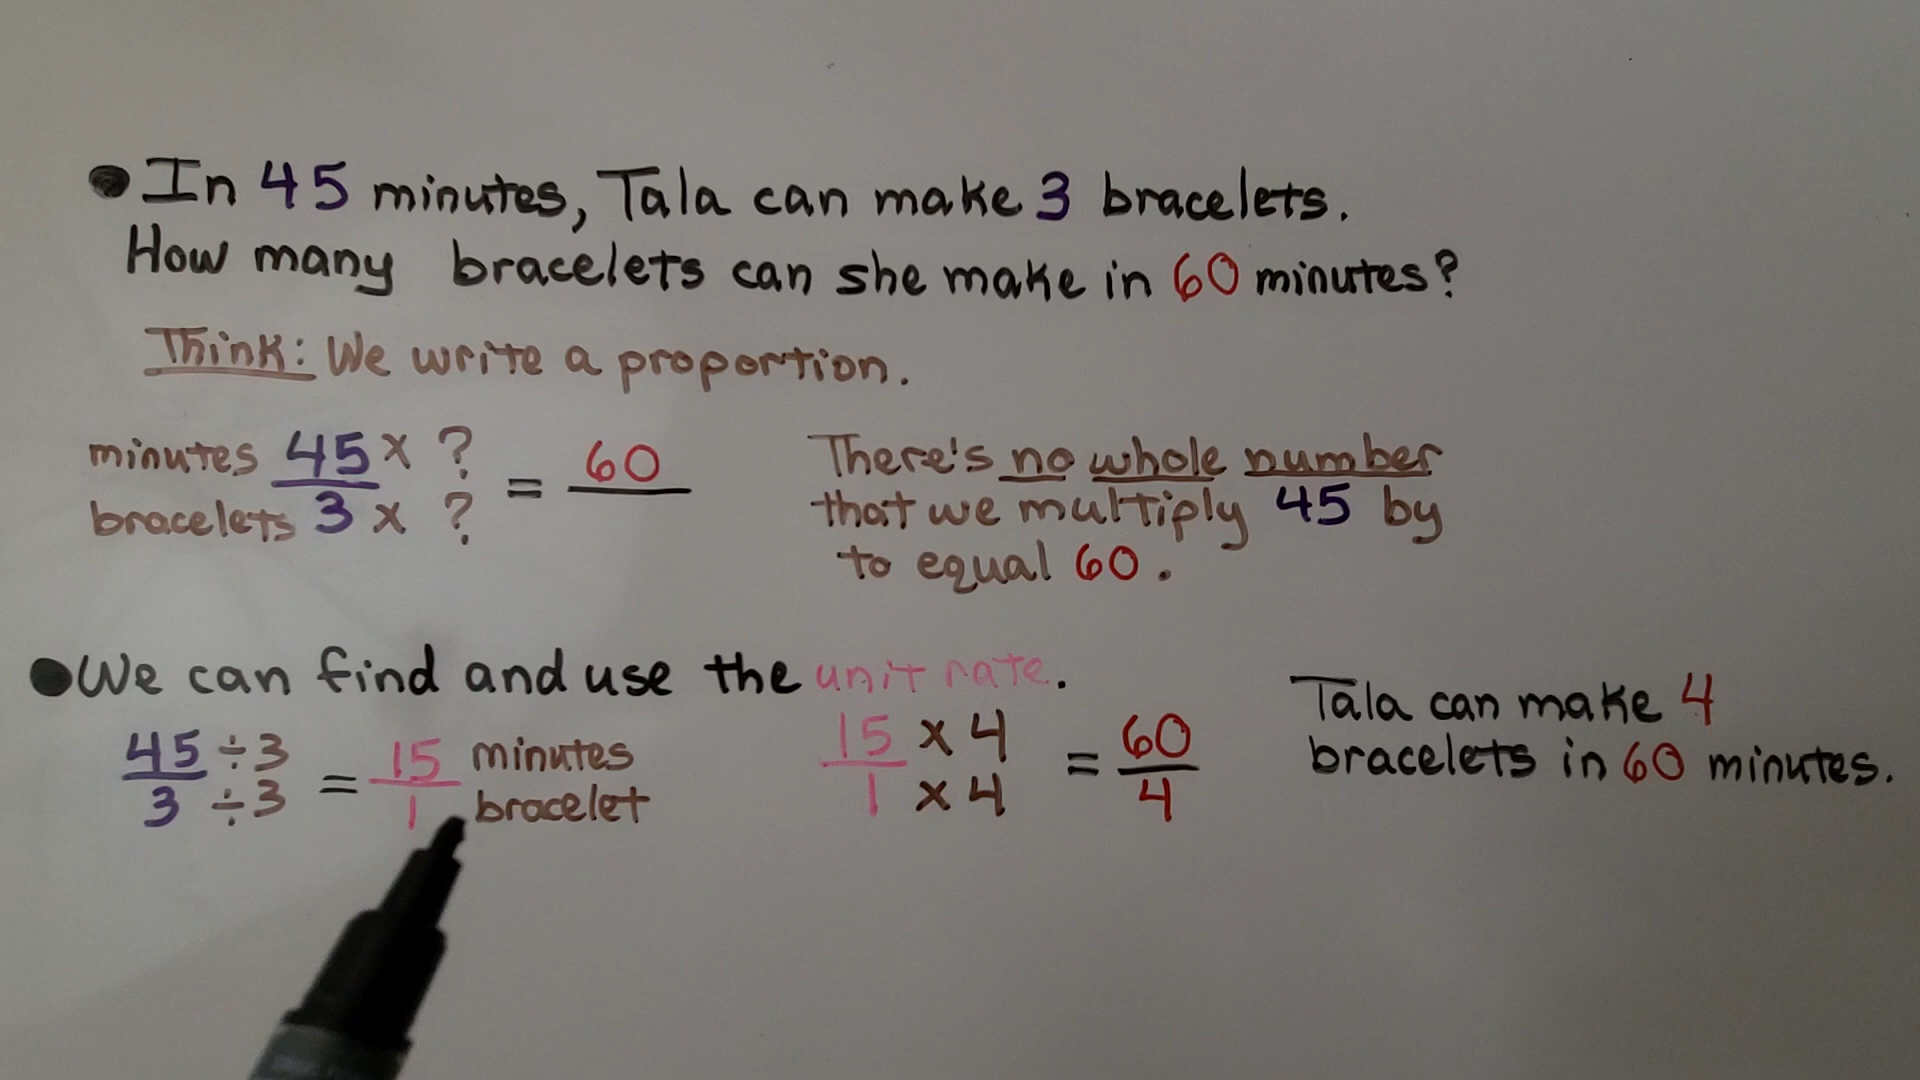 In 45 minutes, Tala can make 3 bracelets.
How many bracelets can she make in 60 minutes?
Think: We write a proportion.
minutes 45 x ? = 60
bracelets 3 x ?
There's no whole number
that we multiply 45 by
to equal 60.
We can find and use the unit rate.
45 ÷ 3 = 15 minutes
3 ÷ 3 1 bracelet
15 x 4 = 60
1 x 4 4
Tala can make 4
bracelets in 60 minutes.